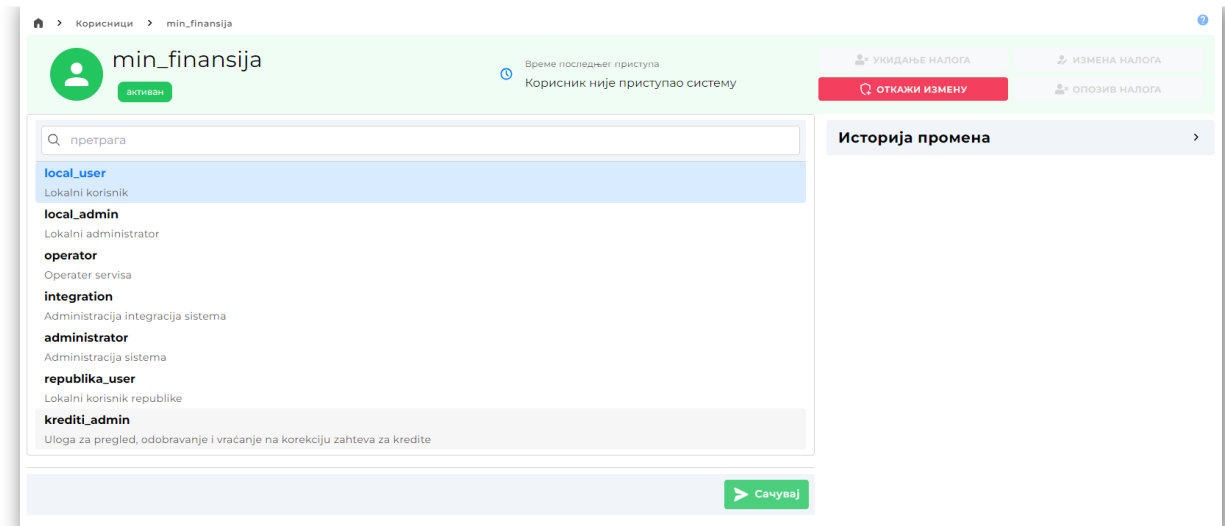 Корисници > min_finansija
?
min_finansija
активан
Време последњег приступа
Корисник није приступао систему
УКИДАЊЕ НАЛОГА
ИЗМЕНА НАЛОГА
ОТКАЖИ ИЗМЕНУ
ОПОЗИВ НАЛОГА
претрага
local_user
Lokalni korisnik
local_admin
Lokalni administrator
operator
Operater servisa
integration
Administracija integracija sistema
administrator
Administracija sistema
republika_user
Lokalni korisnik republike
krediti_admin
Uloga za pregled, odobravanje i vraćanje na korekciju zahteva za kredite
Сачувај
Историја промена